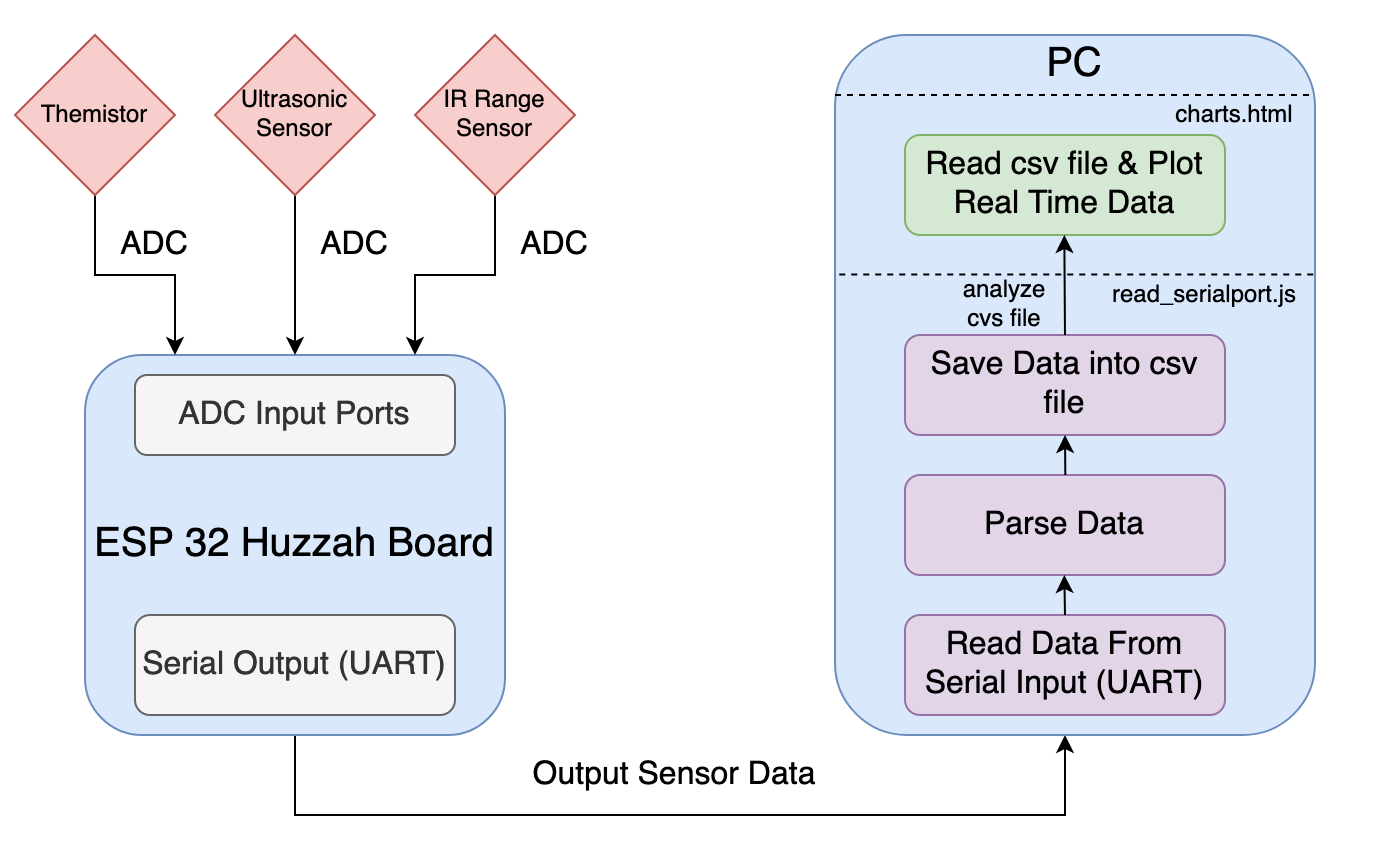 Themistor
Ultrasonic
Sensor
IR Range
Sensor
ADC
ADC
ADC
ADC Input Ports
ESP 32 Huzzah Board
Serial Output (UART)
Output Sensor Data
PC
charts.html
Read csv file & Plot
Real Time Data
analyze
cvs file
read_serialport.js
Save Data into csv
file
Parse Data
Read Data From
Serial Input (UART)